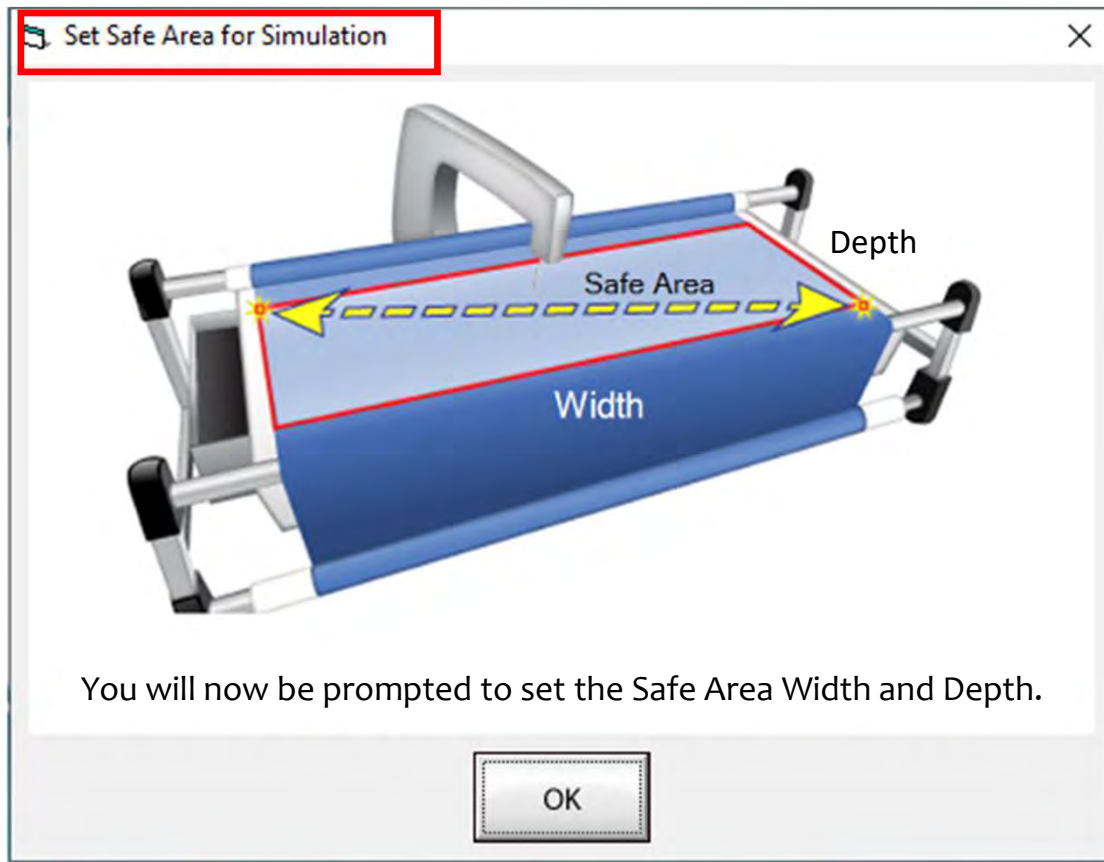 Set Safe Area for Simulation
Depth
Safe Area
Width
You will now be prompted to set the Safe Area Width and Depth.
OK